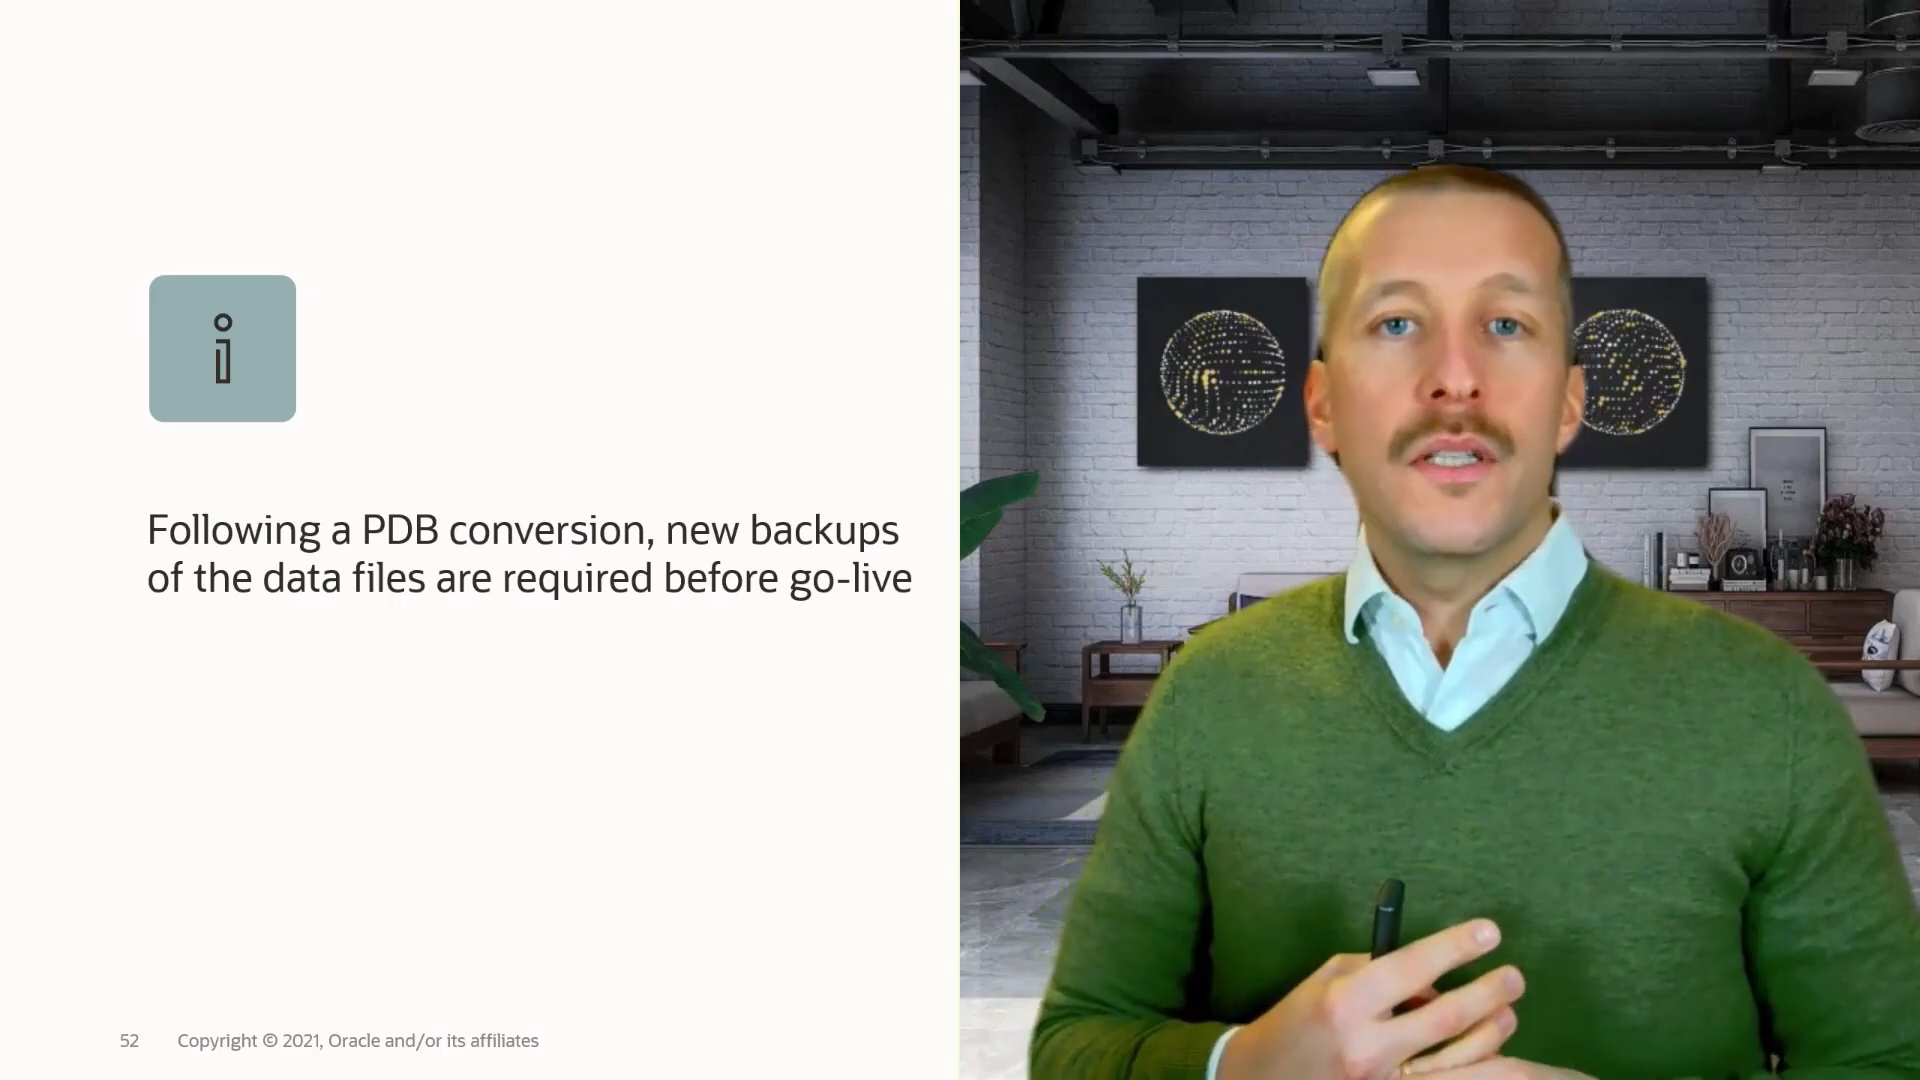 Following a PDB conversion, new backups
of the data files are required before go-live
52 Copyright © 2021, Oracle and/or its affiliates